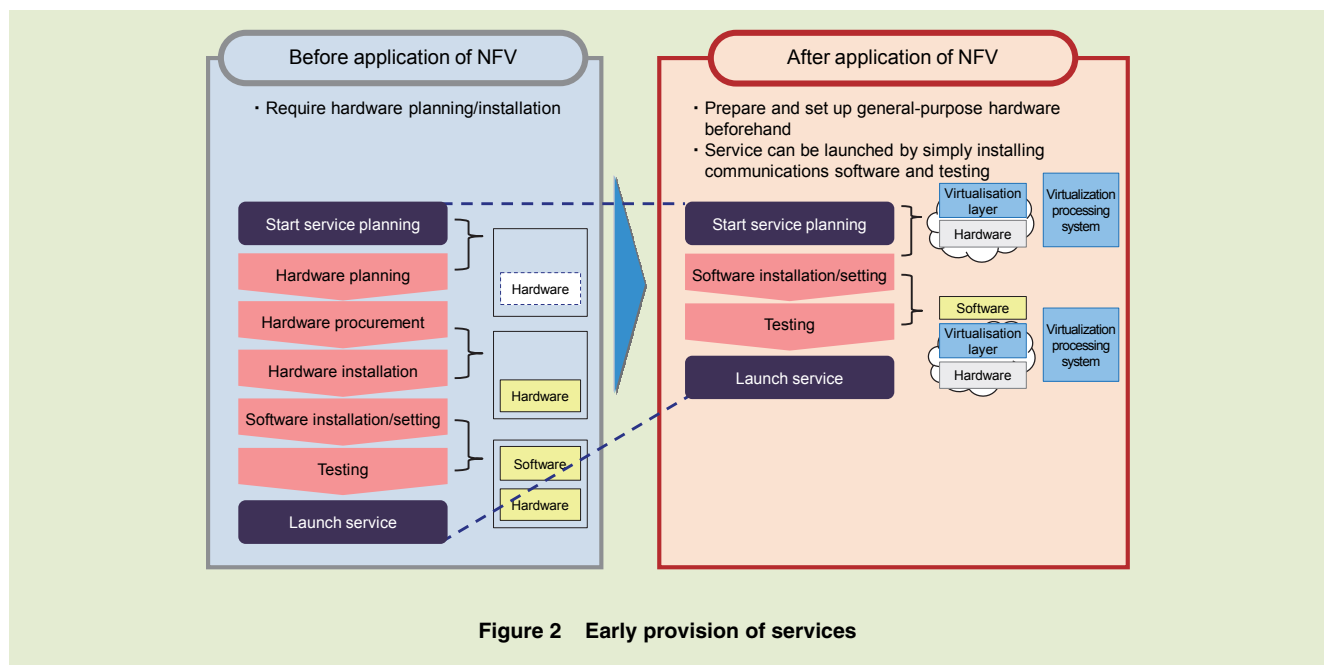 Before application of NFV
・Require hardware planning/installation
Start service planning
Hardware planning
Hardware procurement
Hardware installation
Software installation/setting
Testing
Launch service
Hardware
Hardware
Software
Hardware
After application of NFV
・Prepare and set up general-purpose hardware
beforehand
・Service can be launched by simply installing
communications software and testing
Start service planning
Software installation/setting
Testing
Launch service
Virtualisation
layer
Hardware
Virtualization
processing
system
Software
Virtualisation
layer
Hardware
Virtualization
processing
system
Figure 2 Early provision of services